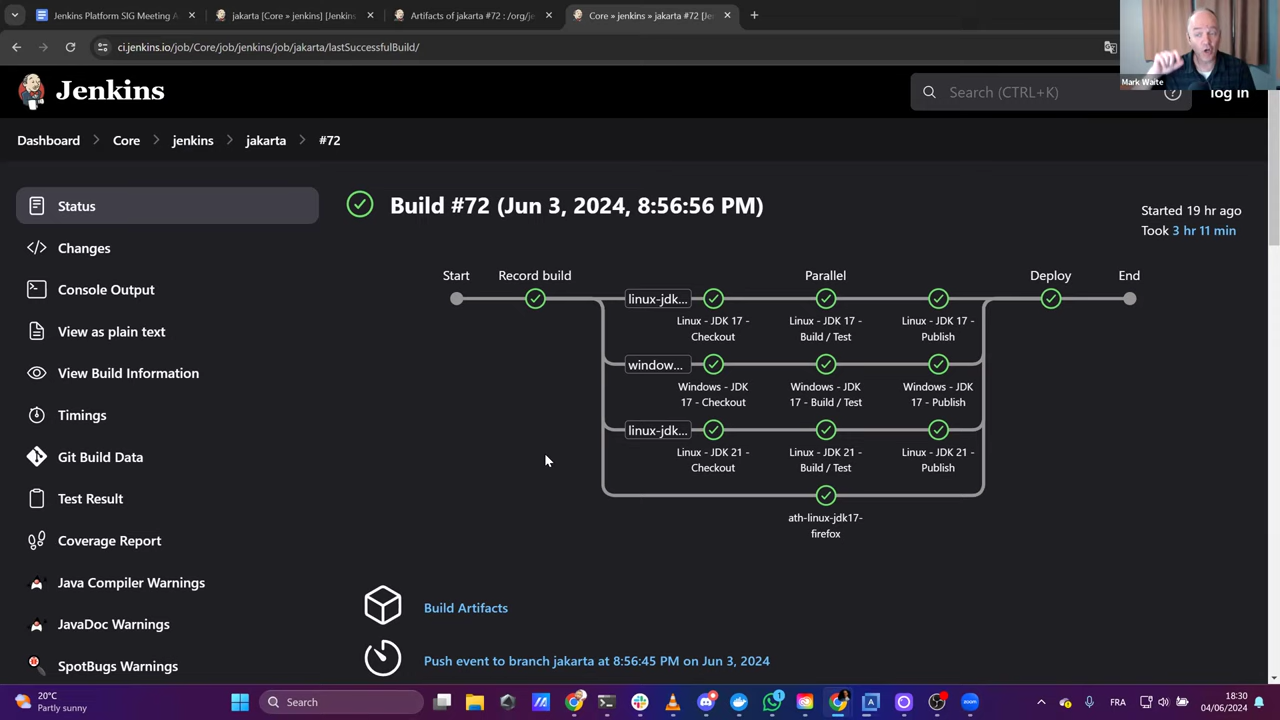 Jenkins Platform SIG Meeting A
jakarta [Core » jenkins] [Jenkins
Artifacts of jakarta #72 : /org/je
Core » jenkins » jakarta #72 [Je
ci.jenkins.io/job/Core/job/jenkins/job/jakarta/lastSuccessfulBuild/
Mark Waite
Jenkins
Search (CTRL+K)
log in
Dashboard
Core
jenkins
jakarta
#72
Status
Changes
Console Output
View as plain text
View Build Information
Timings
Git Build Data
Test Result
Coverage Report
Java Compiler Warnings
JavaDoc Warnings
SpotBugs Warnings
Build #72 (Jun 3, 2024, 8:56:56 PM)
Started 19 hr ago
Took 3 hr 11 min
Start
Record build
Parallel
Deploy
End
linux-jdk...
Linux - JDK 17 -
Checkout
Linux - JDK 17 -
Build / Test
Linux - JDK 17 -
Publish
window...
Windows - JDK
17 - Checkout
Windows - JDK
17 - Build / Test
Windows - JDK
17 - Publish
linux-jdk...
Linux - JDK 21 -
Checkout
Linux - JDK 21 -
Build / Test
Linux - JDK 21 -
Publish
ath-linux-jdk17-
firefox
Build Artifacts
Push event to branch jakarta at 8:56:45 PM on Jun 3, 2024
20°C
Partly sunny
Search
1
zoom
FRA
18:30
04/06/2024